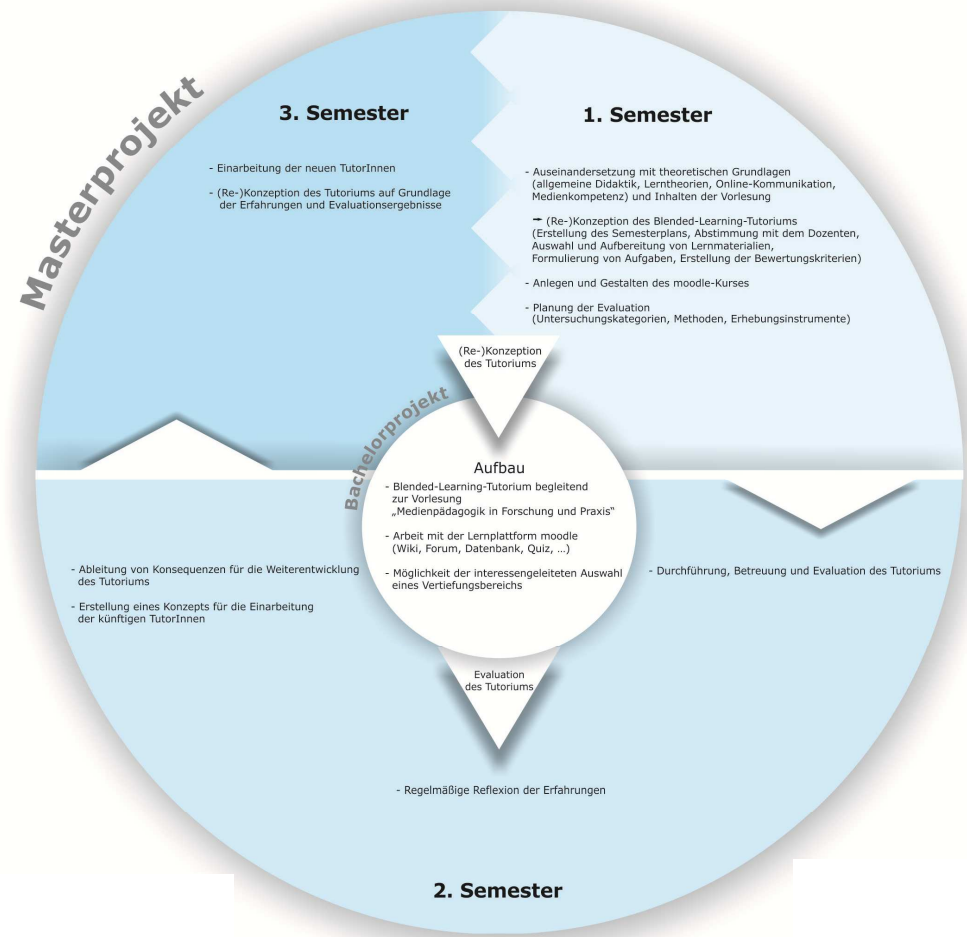 Masterprojekt
3. Semester
- Einarbeitung der neuen TutorInnen
- (Re-)Konzeption des Tutoriums auf Grundlage
der Erfahrungen und Evaluationsergebnisse
1. Semester
- Auseinandersetzung mit theoretischen Grundlagen
(allgemeine Didaktik, Lerntheorien, Online-Kommunikation,
Medienkompetenz) und Inhalten der Vorlesung
➞ (Re-)Konzeption des Blended-Learning-Tutoriums
(Erstellung des Semesterplans, Abstimmung mit dem Dozenten,
Auswahl und Aufbereitung von Lernmaterialien,
Formulierung von Aufgaben, Erstellung der Bewertungskriterien)
- Anlegen und Gestalten des moodle-Kurses
- Planung der Evaluation
(Untersuchungskategorien, Methoden, Erhebungsinstrumente)
(Re-)Konzeption
des Tutoriums
Bachelorprojekt
Aufbau
- Blended-Learning-Tutorium begleitend
zur Vorlesung
„Medienpädagogik in Forschung und Praxis“
- Arbeit mit der Lernplattform moodle
(Wiki, Forum, Datenbank, Quiz, ...)
- Möglichkeit der interessengeleiteten Auswahl
eines Vertiefungsbereichs
- Ableitung von Konsequenzen für die Weiterentwicklung
des Tutoriums
- Erstellung eines Konzepts für die Einarbeitung
der künftigen TutorInnen
- Durchführung, Betreuung und Evaluation des Tutoriums
Evaluation
des Tutoriums
- Regelmäßige Reflexion der Erfahrungen
2. Semester